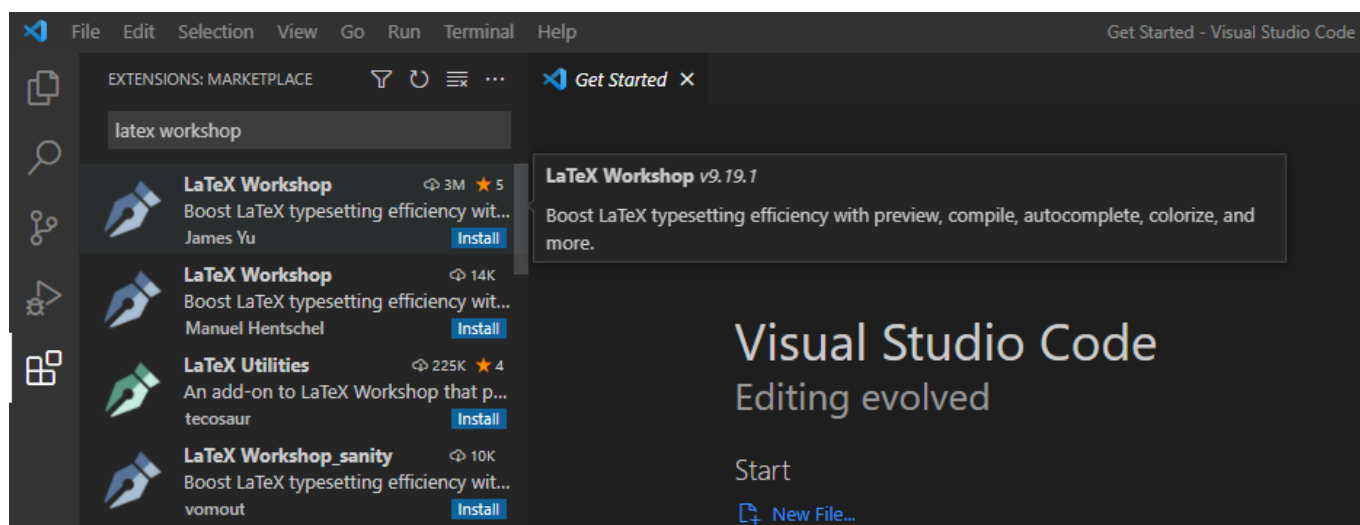 File Edit Selection View Go Run Terminal Help
Get Started - Visual Studio Code
EXTENSIONS: MARKETPLACE
Get Started
latex workshop
LaTeX Workshop 3M 5
Boost LaTeX typesetting efficiency wit...
James Yu Install
LaTeX Workshop 14K
Boost LaTeX typesetting efficiency wit...
Manuel Hentschel Install
LaTeX Utilities 225K 4
An add-on to LaTeX Workshop that p...
tecosaur Install
LaTeX Workshop_sanity 10K
Boost LaTeX typesetting efficiency wit...
vomout Install
LaTeX Workshop v9.19.1
Boost LaTeX typesetting efficiency with preview, compile, autocomplete, colorize, and
more.
Visual Studio Code
Editing evolved
Start
New File...